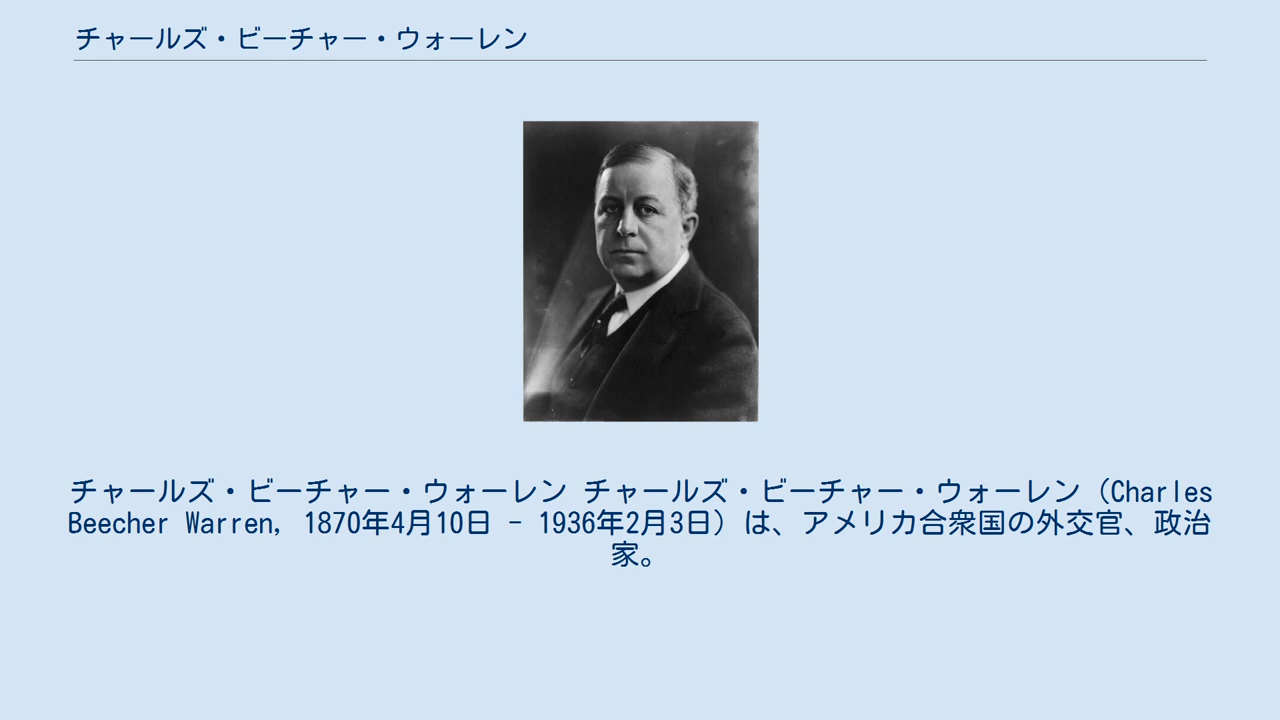 チャールズ・ビーチャー・ウォーレン
チャールズ・ビーチャー・ウォーレン チャールズ・ビーチャー・ウォーレン（Charles
Beecher Warren, 1870年4月10日 - 1936年2月3日）は、アメリカ合衆国の外交官、政治
家。